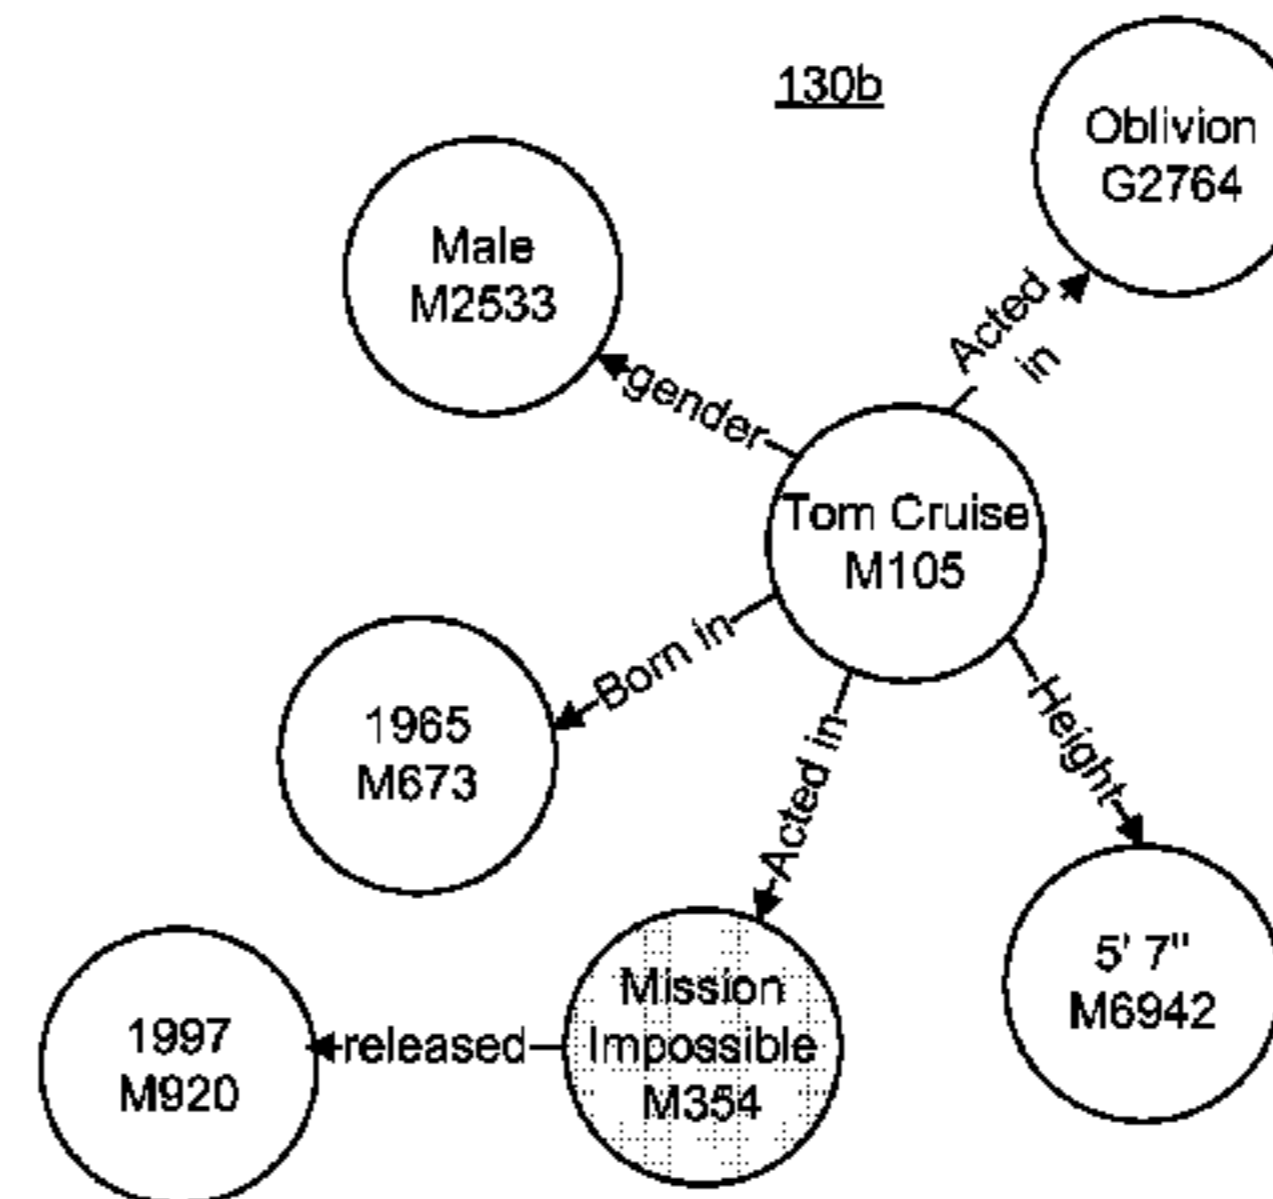 130b
Oblivion
G2764
Male
M2533
Acted
in
gender
Tom Cruise
M105
Born in
1965
M673
Acted in
Height
5' 7"
M6942
Mission
Impossible
M354
released
1997
M920